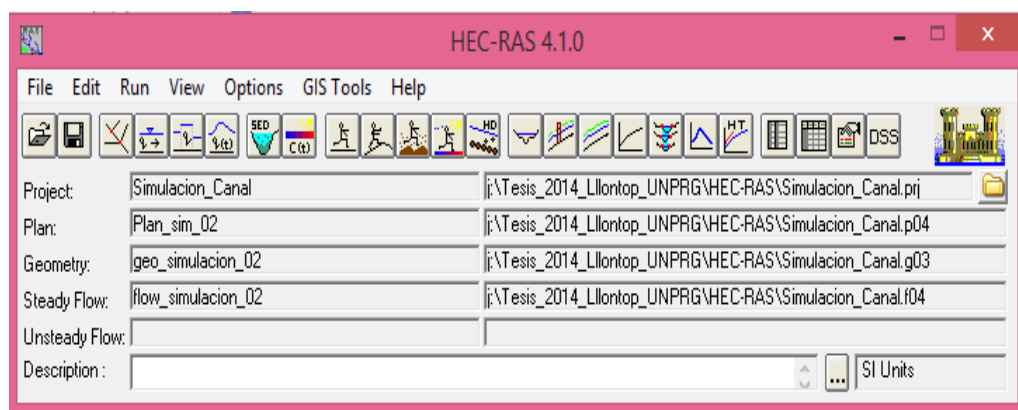 HEC-RAS 4.1.0
File Edit Run View Options GIS Tools Help
SED C(t) HD HT DSS
Project: Simulacion_Canal j:\Tesis_2014_Lllontop_UNPRG\HEC-RAS\Simulacion_Canal.prj
Plan: Plan_sim_02 j:\Tesis_2014_Lllontop_UNPRG\HEC-RAS\Simulacion_Canal.p04
Geometry: geo_simulacion_02 j:\Tesis_2014_Lllontop_UNPRG\HEC-RAS\Simulacion_Canal.g03
Steady Flow: flow_simulacion_02 j:\Tesis_2014_Lllontop_UNPRG\HEC-RAS\Simulacion_Canal.f04
Unsteady Flow:
Description : ... SI Units